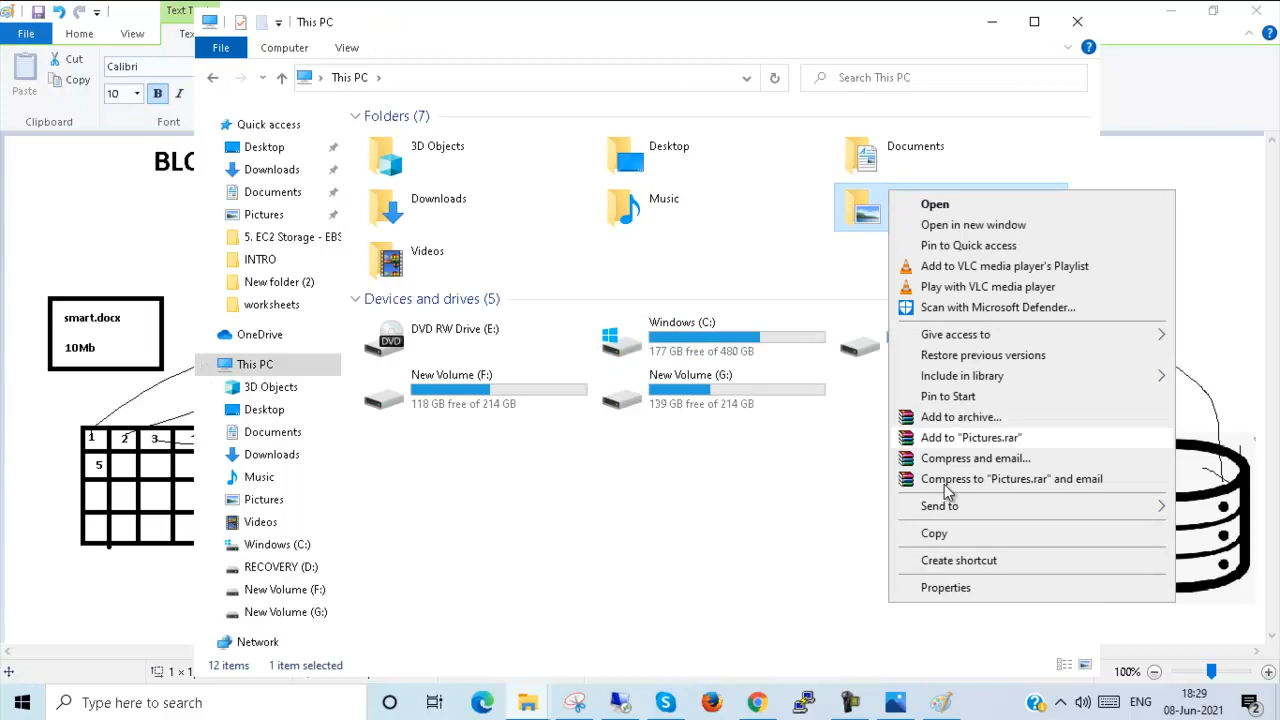 Text T
This PC
File
Home
View
Te
File
Computer
View
Paste
Cut
Copy
Calibri
10
B
I
Clipboard
Font
This PC
Search This PC
BLO
Quick access
Desktop
Downloads
Documents
Pictures
5. EC2 Storage - EBS
INTRO
New folder (2)
worksheets
OneDrive
This PC
3D Objects
Desktop
Documents
Downloads
Music
Pictures
Videos
Windows (C:)
RECOVERY (D:)
New Volume (F:)
New Volume (G:)
Network
Folders (7)
3D Objects
Desktop
Documents
Downloads
Music
Videos
Devices and drives (5)
DVD RW Drive (E:)
DVD
Windows (C:)
177 GB free of 480 GB
New Volume (F:)
118 GB free of 214 GB
New Volume (G:)
139 GB free of 214 GB
Open
Open in new window
Pin to Quick access
Add to VLC media player's Playlist
Play with VLC media player
Scan with Microsoft Defender...
Give access to
Restore previous versions
Include in library
Pin to Start
Add to archive...
Add to "Pictures.rar"
Compress and email...
Compress to "Pictures.rar" and email
Send to
Copy
Create shortcut
Properties
smart.docx
10Mb
1 2 3
5
12 items 1 item selected
1 × 1
100%
Type here to search
ENG
18:29
08-Jun-2021
2